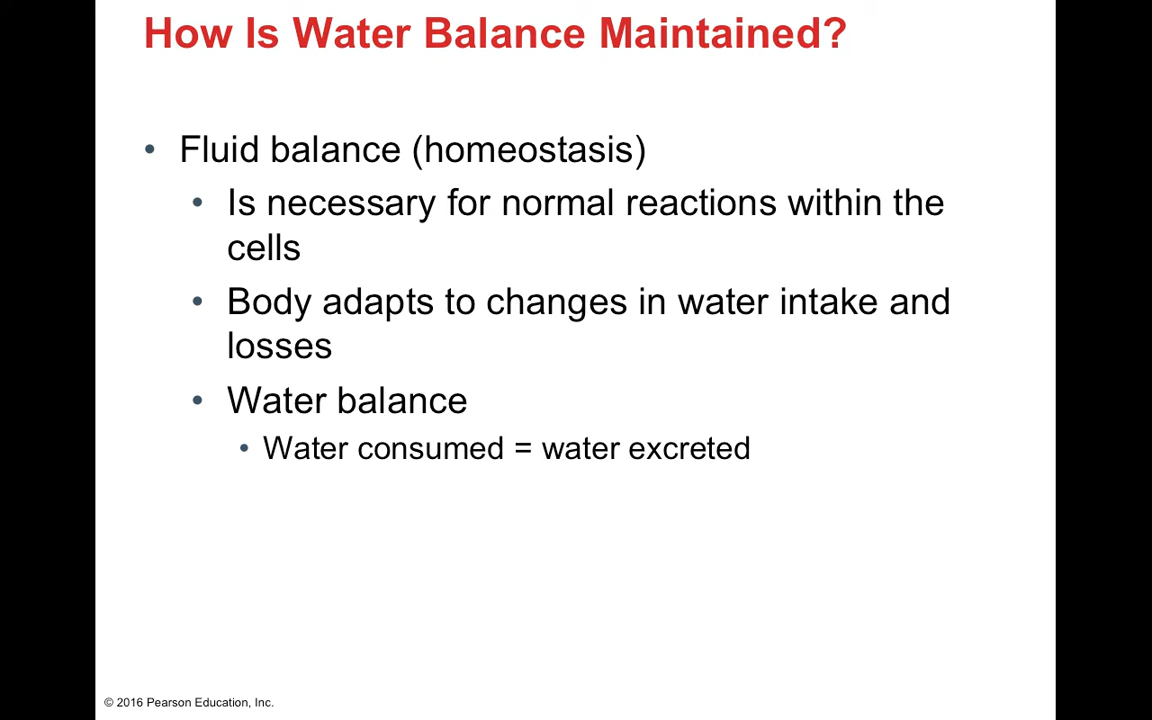 How Is Water Balance Maintained?
• Fluid balance (homeostasis)
• Is necessary for normal reactions within the
cells
• Body adapts to changes in water intake and
losses
• Water balance
• Water consumed = water excreted
© 2016 Pearson Education, Inc.